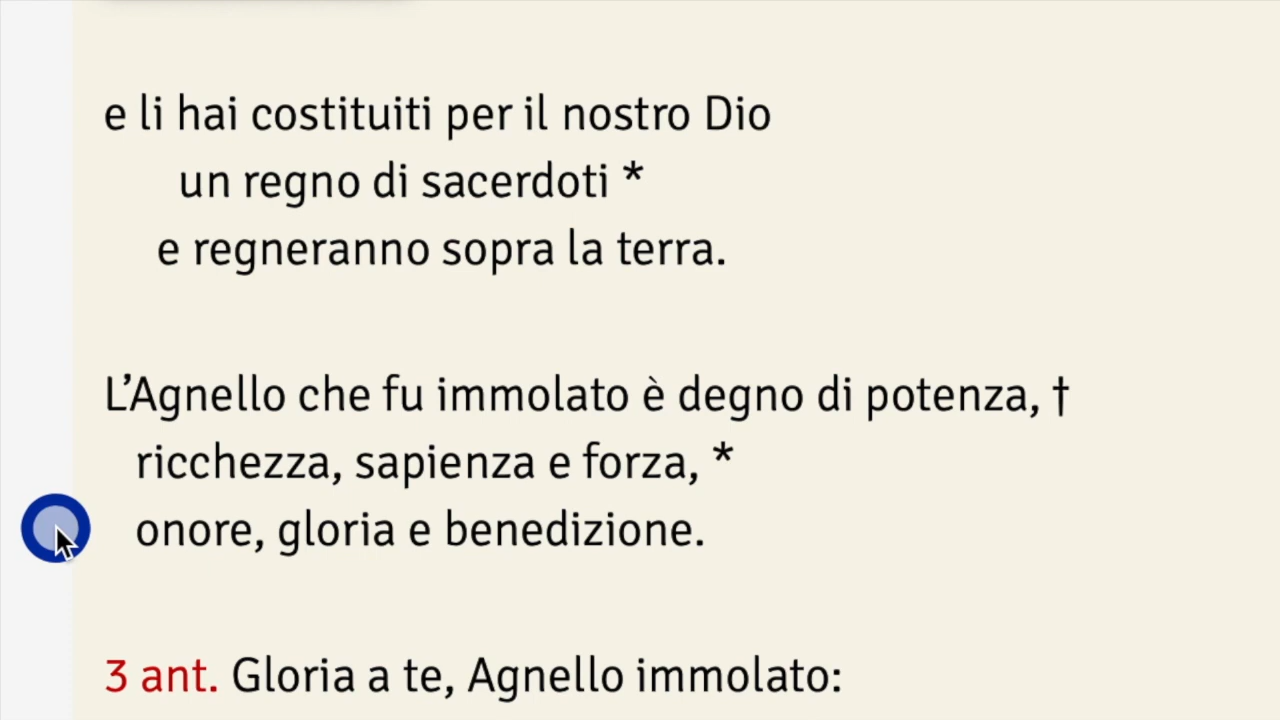 e li hai costituiti per il nostro Dio
un regno di sacerdoti *
e regneranno sopra la terra.
L’Agnello che fu immolato è degno di potenza, †
ricchezza, sapienza e forza, *
onore, gloria e benedizione.
3 ant. Gloria a te, Agnello immolato: